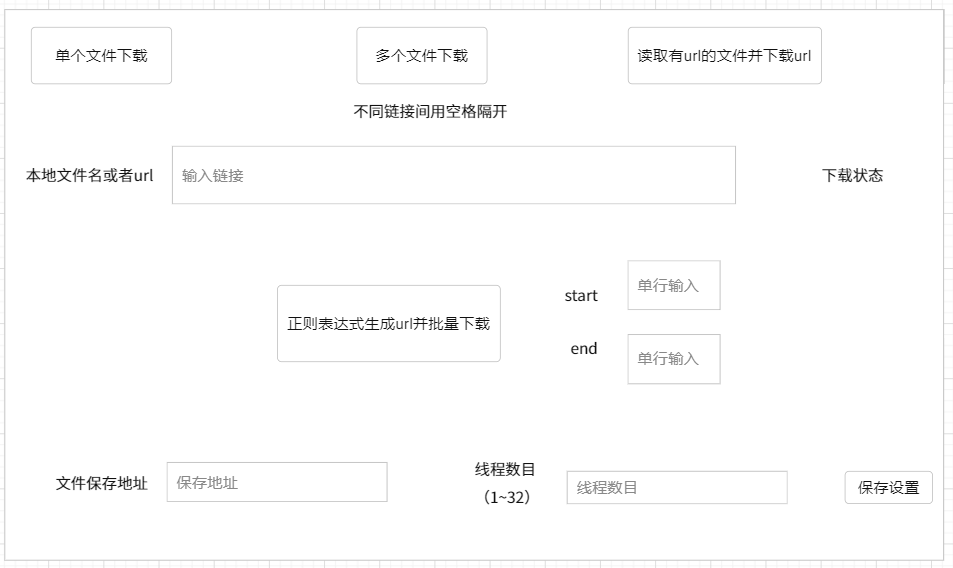 单个文件下载
多个文件下载
读取有url的文件并下载url
不同链接间用空格隔开
本地文件名或者url
输入链接
下载状态
正则表达式生成url并批量下载
start
单行输入
end
单行输入
文件保存地址
保存地址
线程数目
（1~32）
线程数目
保存设置